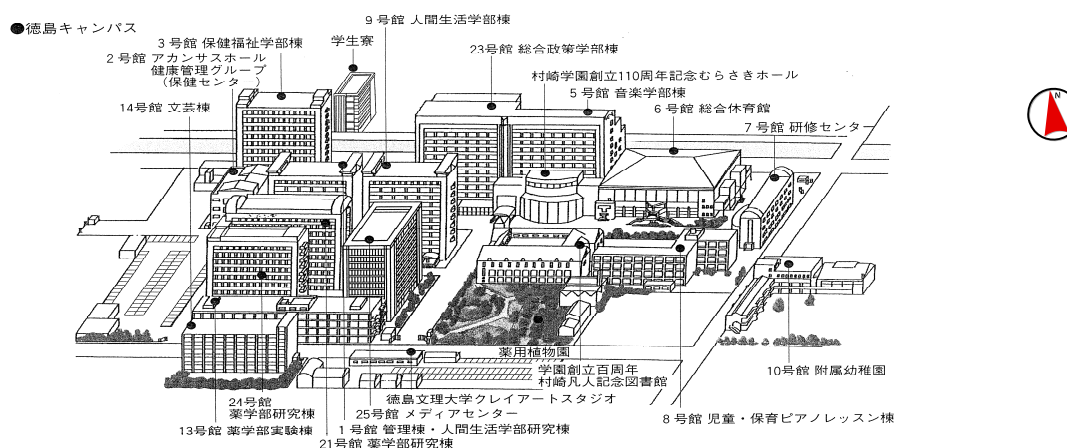 ●徳島キャンパス
9号館 人間生活学部棟
3号館 保健福祉学部棟
学生寮
2号館 アカンサスホール
健康管理グループ
(保健センター)
14号館 文芸棟
23号館 総合政策学部棟
村崎学園創立110周年記念むらさきホール
5号館 音楽学部棟
6号館 総合体育館
7号館 研修センター
N
薬用植物園
学園創立百周年
村崎凡人記念図書館
10号館 附属幼稚園
徳島文理大学クレイアートスタジオ
24号館
薬学部研究棟
25号館 メディアセンター
8号館 児童・保育ピアノレッスン棟
13号館 薬学部実験棟
1号館 管理棟・人間生活学部研究棟
21号館 薬学部研究棟